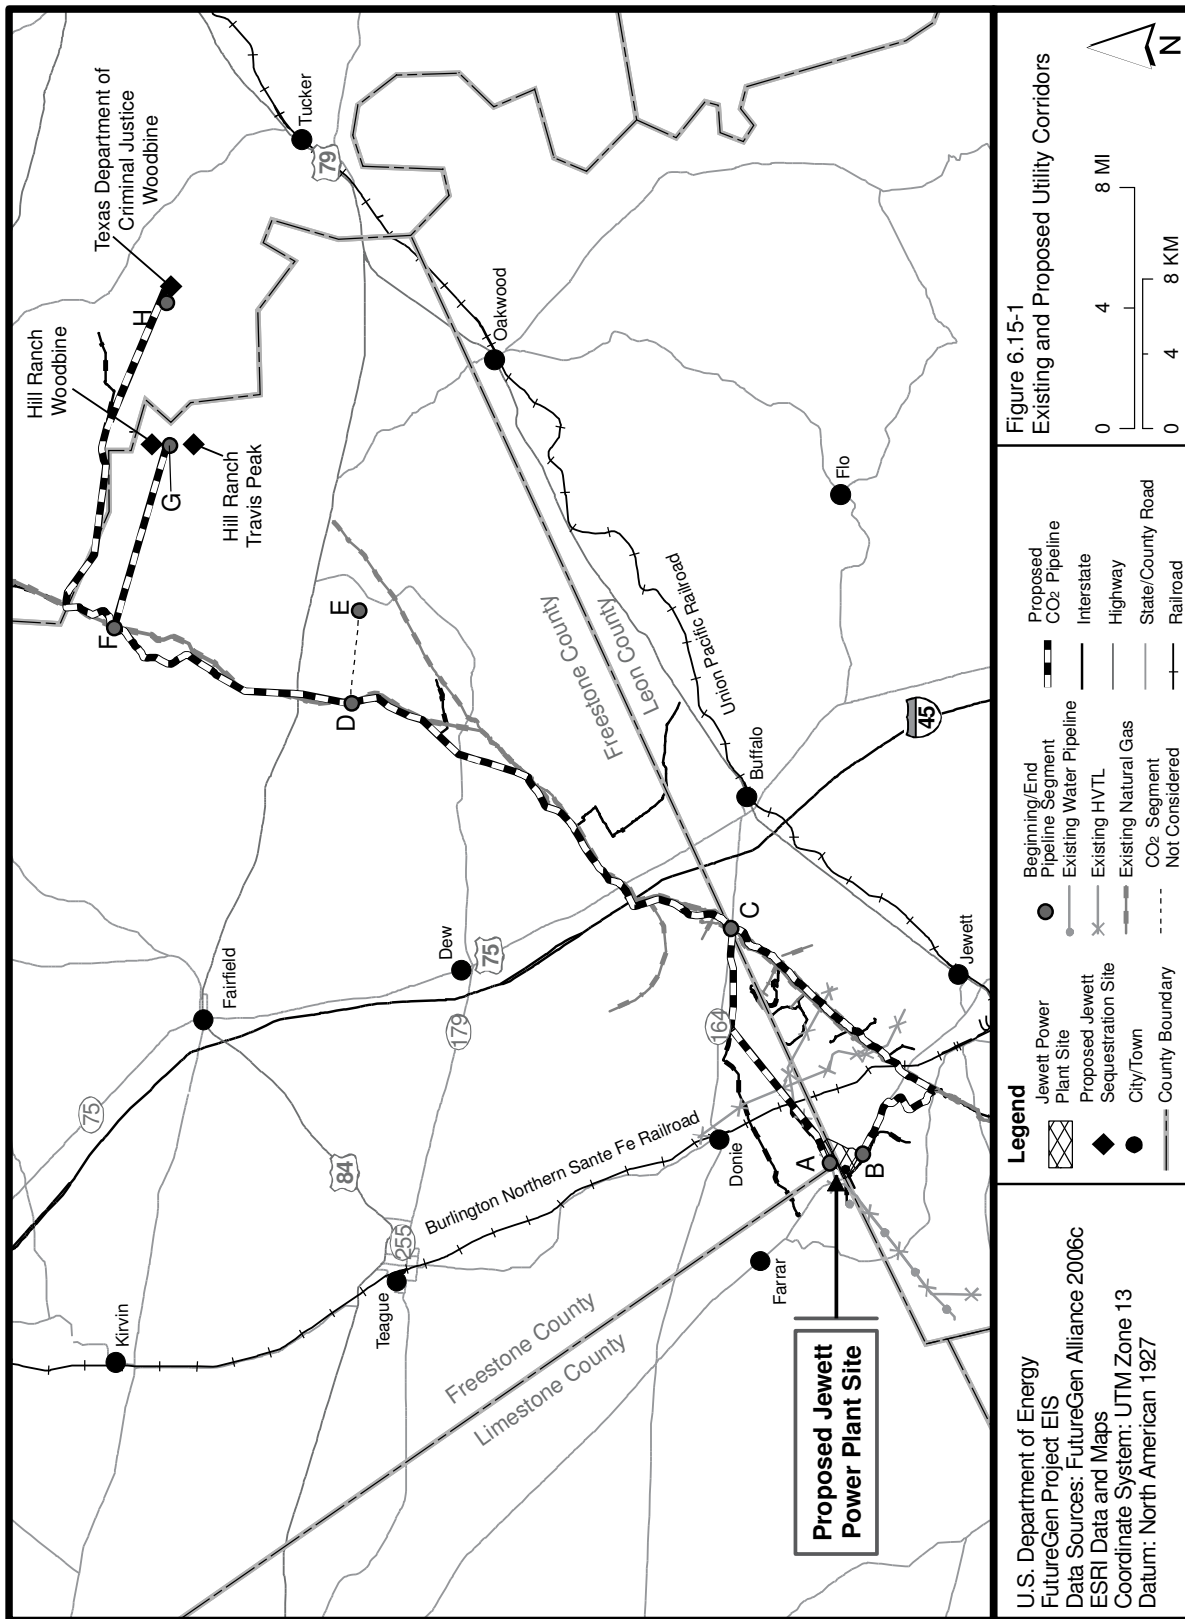 Texas Department of
Criminal Justice
Woodbine
Tucker
79
Hill Ranch
Woodbine
H
G
Hill Ranch
Travis Peak
Oakwood
F
E
D
Flo
Freestone County
Leon County
Union Pacific Railroad
Buffalo
45
Fairfield
Dew
75
179
C
164
Jewett
75
84
255
Burlington Northern Sante Fe Railroad
Donie
A
B
Kirvin
Teague
Farrar
Freestone County
Limestone County
Proposed Jewett
Power Plant Site
U.S. Department of Energy
FutureGen Project EIS
Data Sources: FutureGen Alliance 2006c
ESRI Data and Maps
Coordinate System: UTM Zone 13
Datum: North American 1927
Legend
Jewett Power
Plant Site
Proposed Jewett
Sequestration Site
City/Town
County Boundary
Beginning/End
Pipeline Segment
Existing Water Pipeline
Existing HVTL
Existing Natural Gas
CO2 Segment
Not Considered
Proposed
CO2 Pipeline
Interstate
Highway
State/County Road
Railroad
Figure 6.15-1
Existing and Proposed Utility Corridors
0 4 8 MI
0 4 8 KM
N